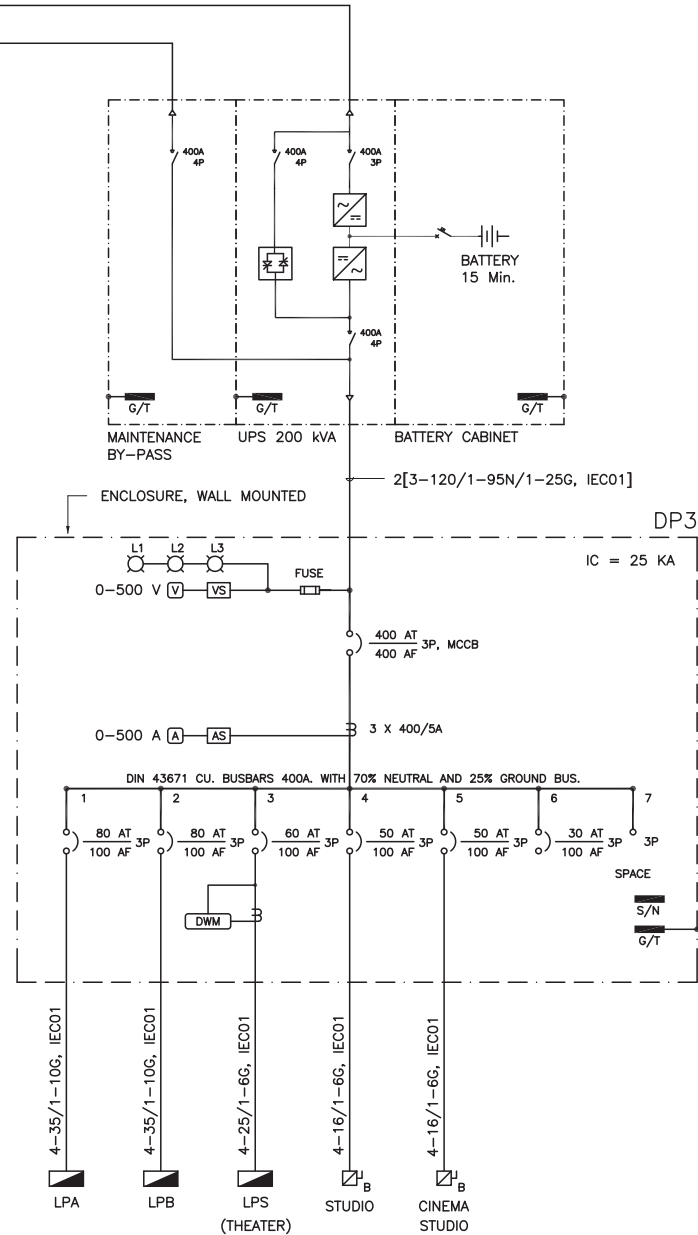 400A
4P
400A
4P
400A
3P
BATTERY
15 Min.
400A
4P
G/T
G/T
G/T
MAINTENANCE
BY-PASS
UPS 200 kVA
BATTERY CABINET
2[3-120/1-95N/1-25G, IEC01]
ENCLOSURE, WALL MOUNTED
DP3
L1
L2
L3
IC = 25 KA
FUSE
0-500 V
V
VS
400 AT
400 AF
3P, MCCB
0-500 A
A
AS
3 X 400/5A
DIN 43671 CU. BUSBARS 400A. WITH 70% NEUTRAL AND 25% GROUND BUS.
1
2
3
4
5
6
7
80 AT
100 AF
3P
80 AT
100 AF
3P
60 AT
100 AF
3P
50 AT
100 AF
3P
50 AT
100 AF
3P
30 AT
100 AF
3P
3P
SPACE
DWM
S/N
G/T
4-35/1-10G, IEC01
4-35/1-10G, IEC01
4-25/1-6G, IEC01
4-16/1-6G, IEC01
4-16/1-6G, IEC01
LPA
LPB
LPS
(THEATER)
B
STUDIO
B
CINEMA
STUDIO